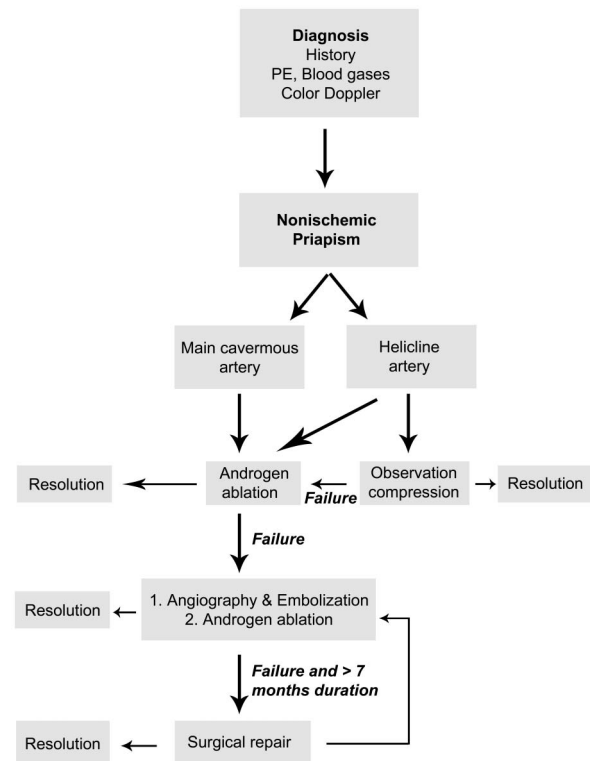 Diagnosis
History
PE, Blood gases
Color Doppler
Nonischemic
Priapism
Main cavermous
artery
Helicline
artery
Resolution
Androgen
ablation
Failure
Observation
compression
Resolution
Failure
Resolution
1. Angiography & Embolization
2. Androgen ablation
Failure and > 7
months duration
Resolution
Surgical repair